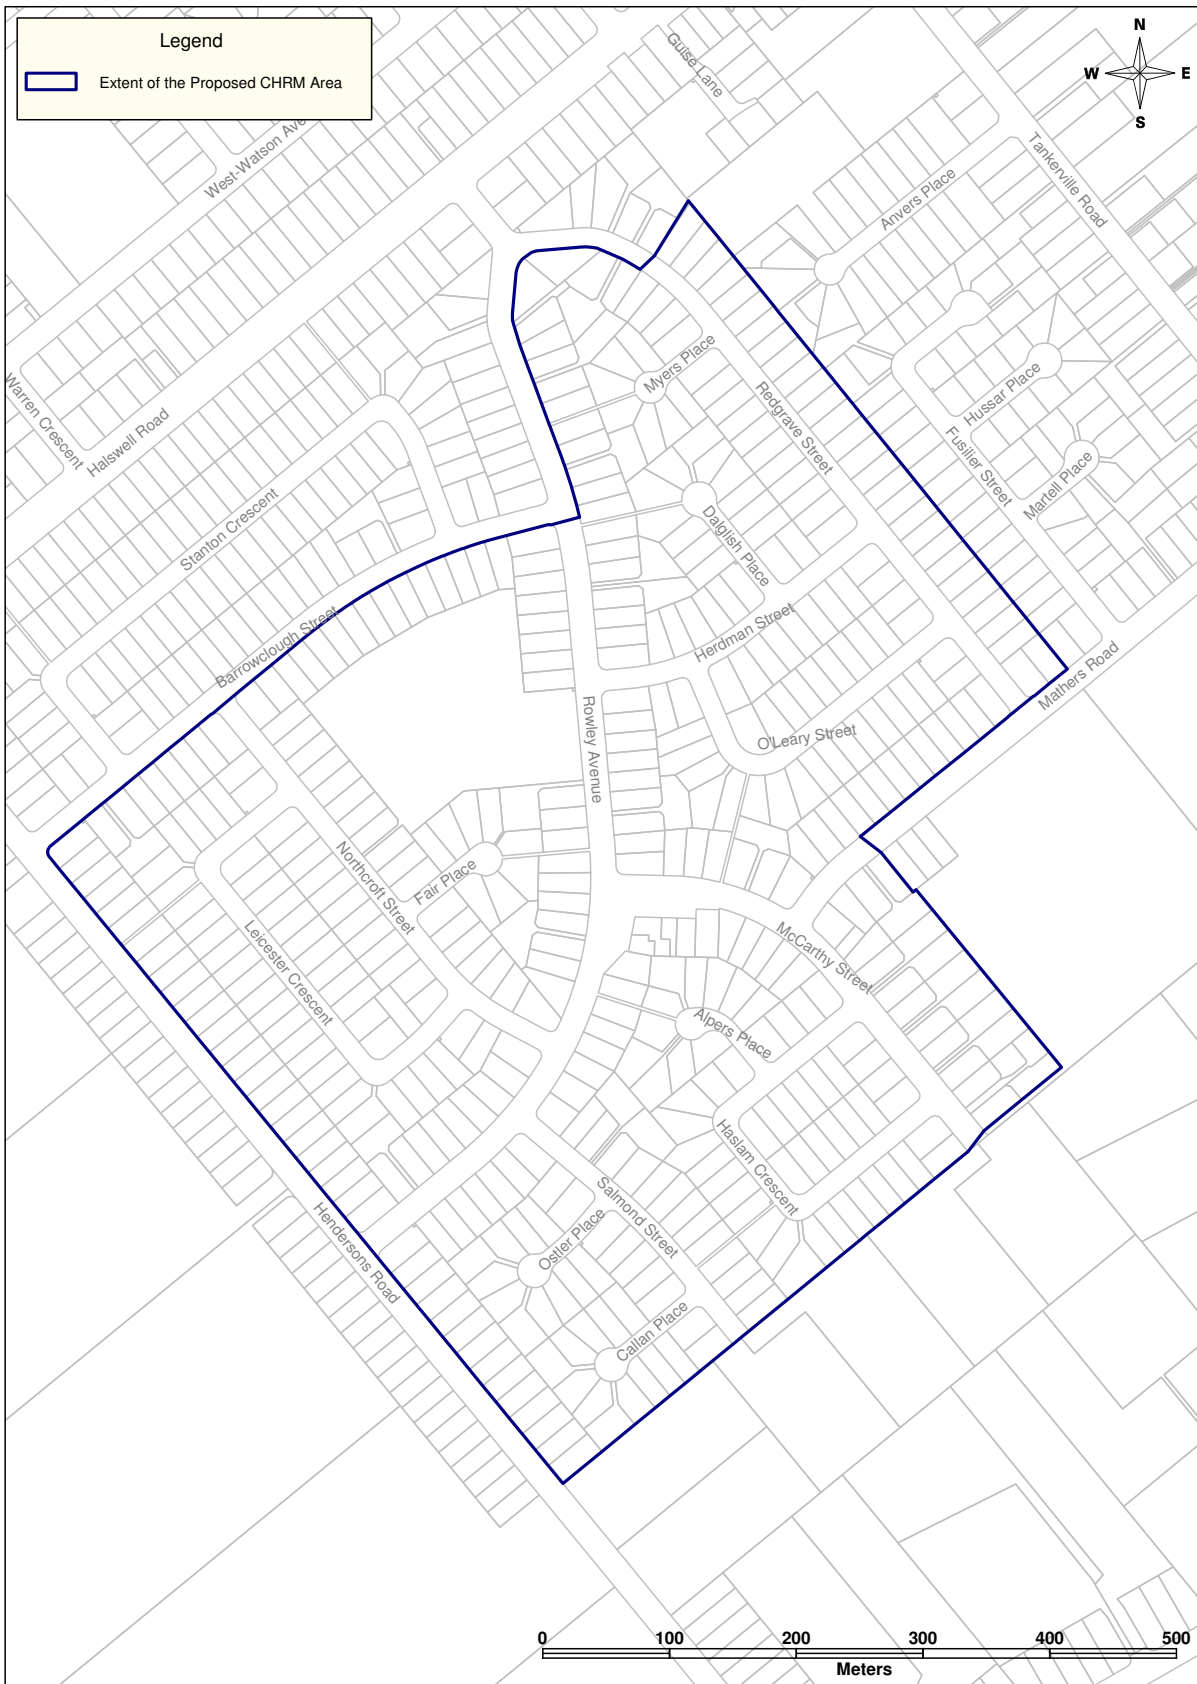 Legend
Extent of the Proposed CHRM Area
N
W
E
S
Guise Lane
West-Watson Ave
Tankerville Road
Anvers Place
Myers Place
Hussar Place
Warren Crescent
Halswell Road
Redgrave Street
Fusilier Street
Martell Place
Stanton Crescent
Dalglish Place
Herdman Street
Barrowclough Street
Mathers Road
Rowley Avenue
O'Leary Street
Northcroft Street
Fair Place
McCarthy Street
Leicester Crescent
Alpers Place
Haslam Crescent
Salmond Street
Ostler Place
Hendersons Road
Callan Place
0 100 200 300 400 500
Meters